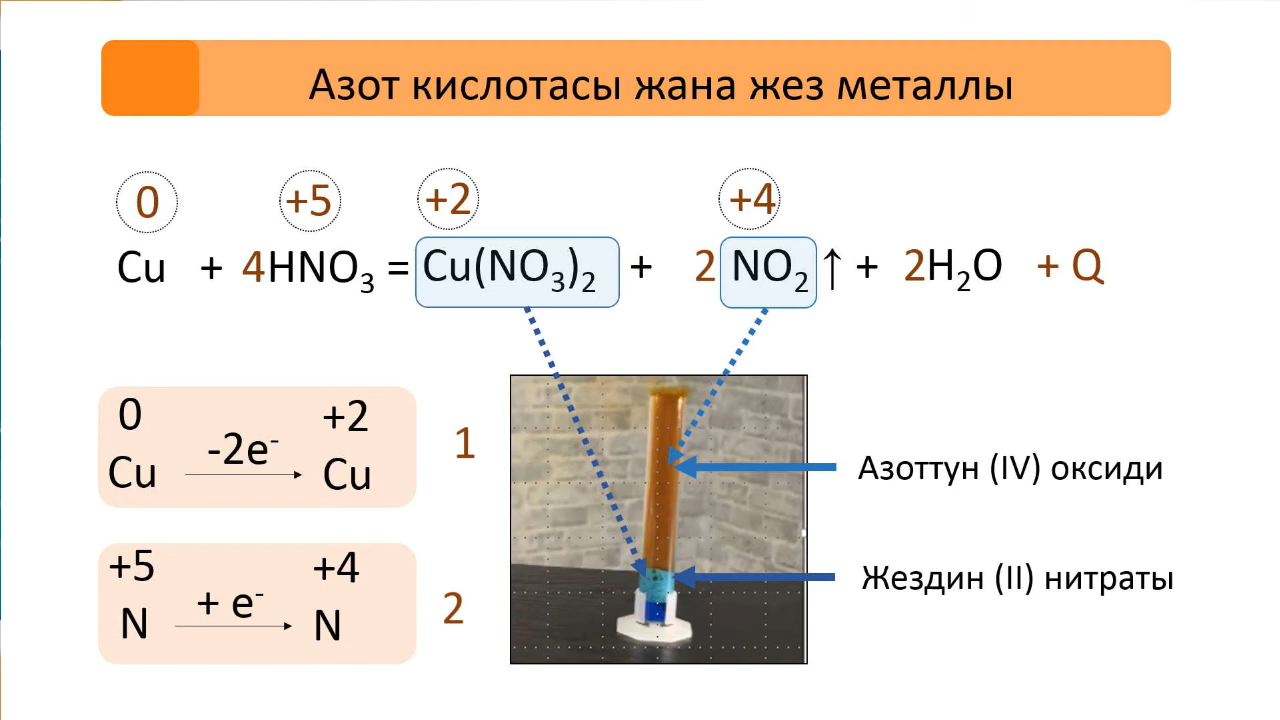 Азот кислотасы жана жез металлы
0 +5 +2 +4
Cu + 4HNO₃ = Cu(NO₃)₂ + 2 NO₂ ↑ + 2H₂O + Q
0 +2
-2e⁻ 1
Cu Cu
Азоттун (IV) оксиди
+5 +4
+ e⁻ 2
N N
Жездин (II) нитраты